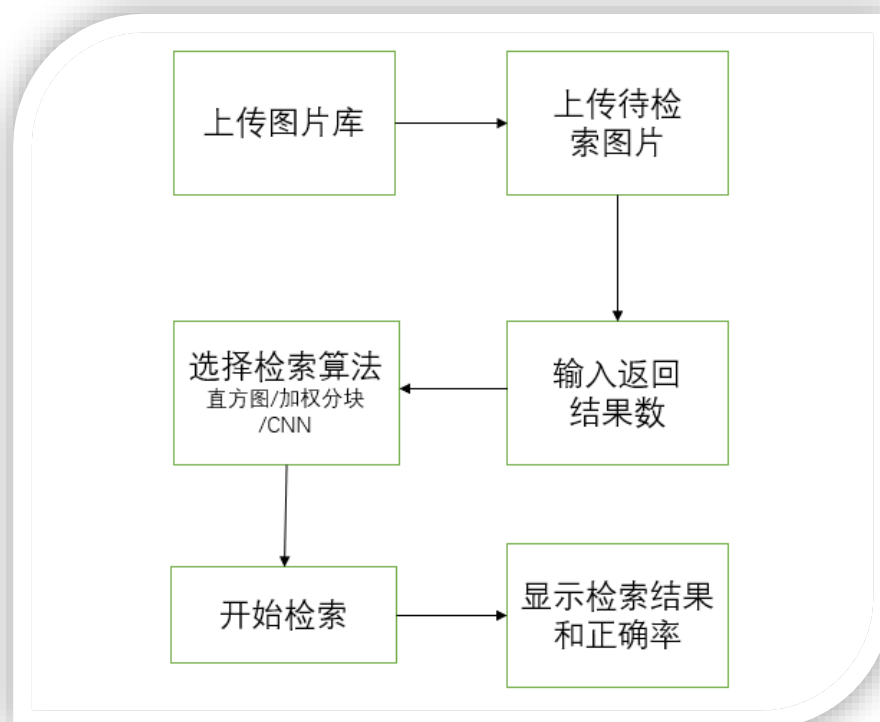 上传图片库
上传待检
索图片
选择检索算法
直方图/加权分块
/CNN
输入返回
结果数
开始检索
显示检索结果
和正确率